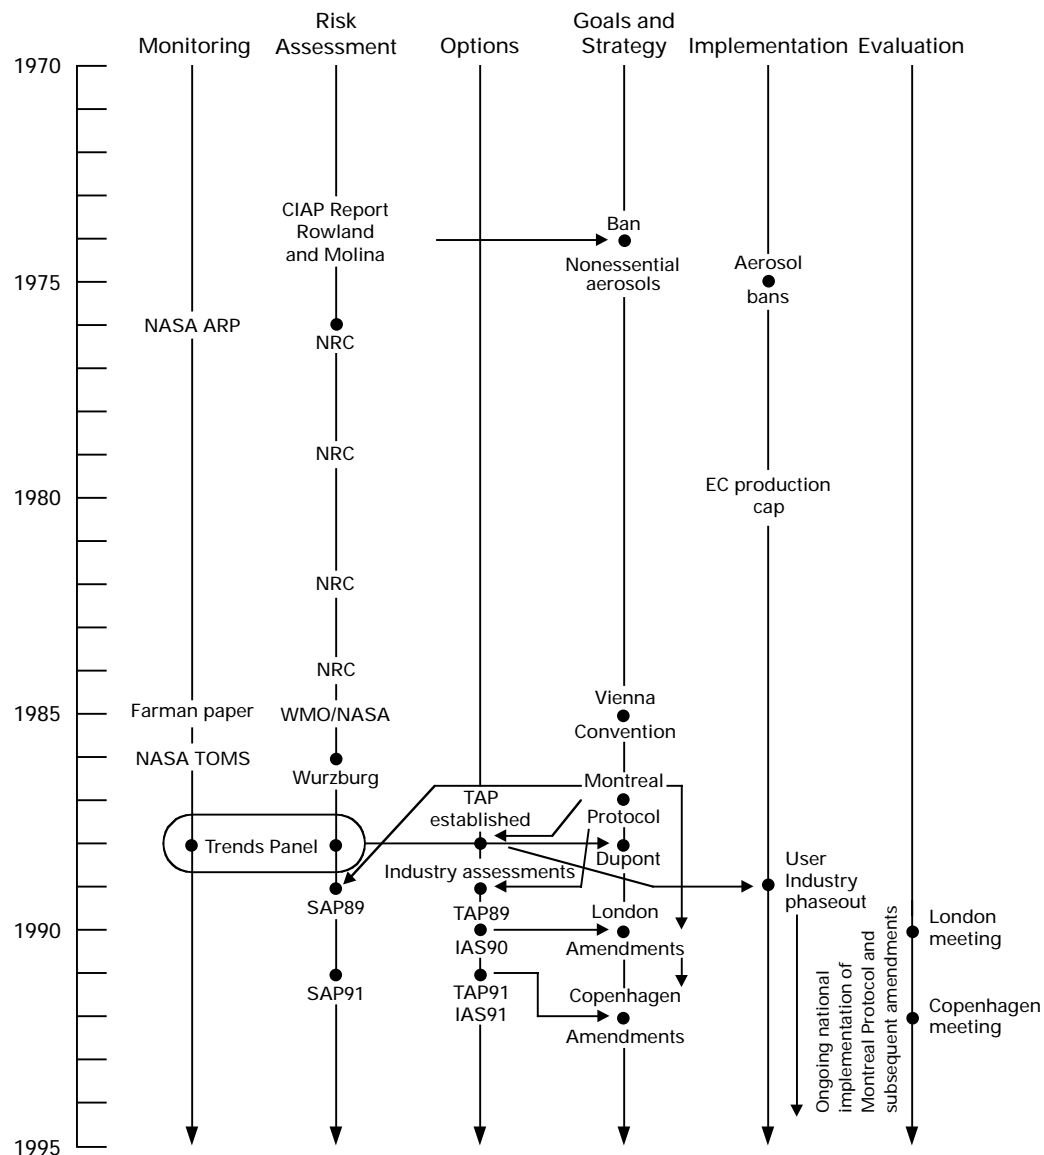 Monitoring
Risk
Assessment
Options
Goals and
Strategy
Implementation
Evaluation
1970
1975
1980
1985
1990
1995
NASA ARP
Farman paper
NASA TOMS
Trends Panel
CIAP Report
Rowland
and Molina
NRC
NRC
NRC
NRC
WMO/NASA
Wurzburg
SAP89
SAP91
TAP
established
Industry assessments
TAP89
IAS90
TAP91
IAS91
Ban
Nonessential
aerosols
Vienna
Convention
Montreal
Protocol
Dupont
London
Amendments
Copenhagen
Amendments
Aerosol
bans
EC production
cap
User
Industry
phaseout
Ongoing national
implementation of
Montreal Protocol and
subsequent amendments
London
meeting
Copenhagen
meeting